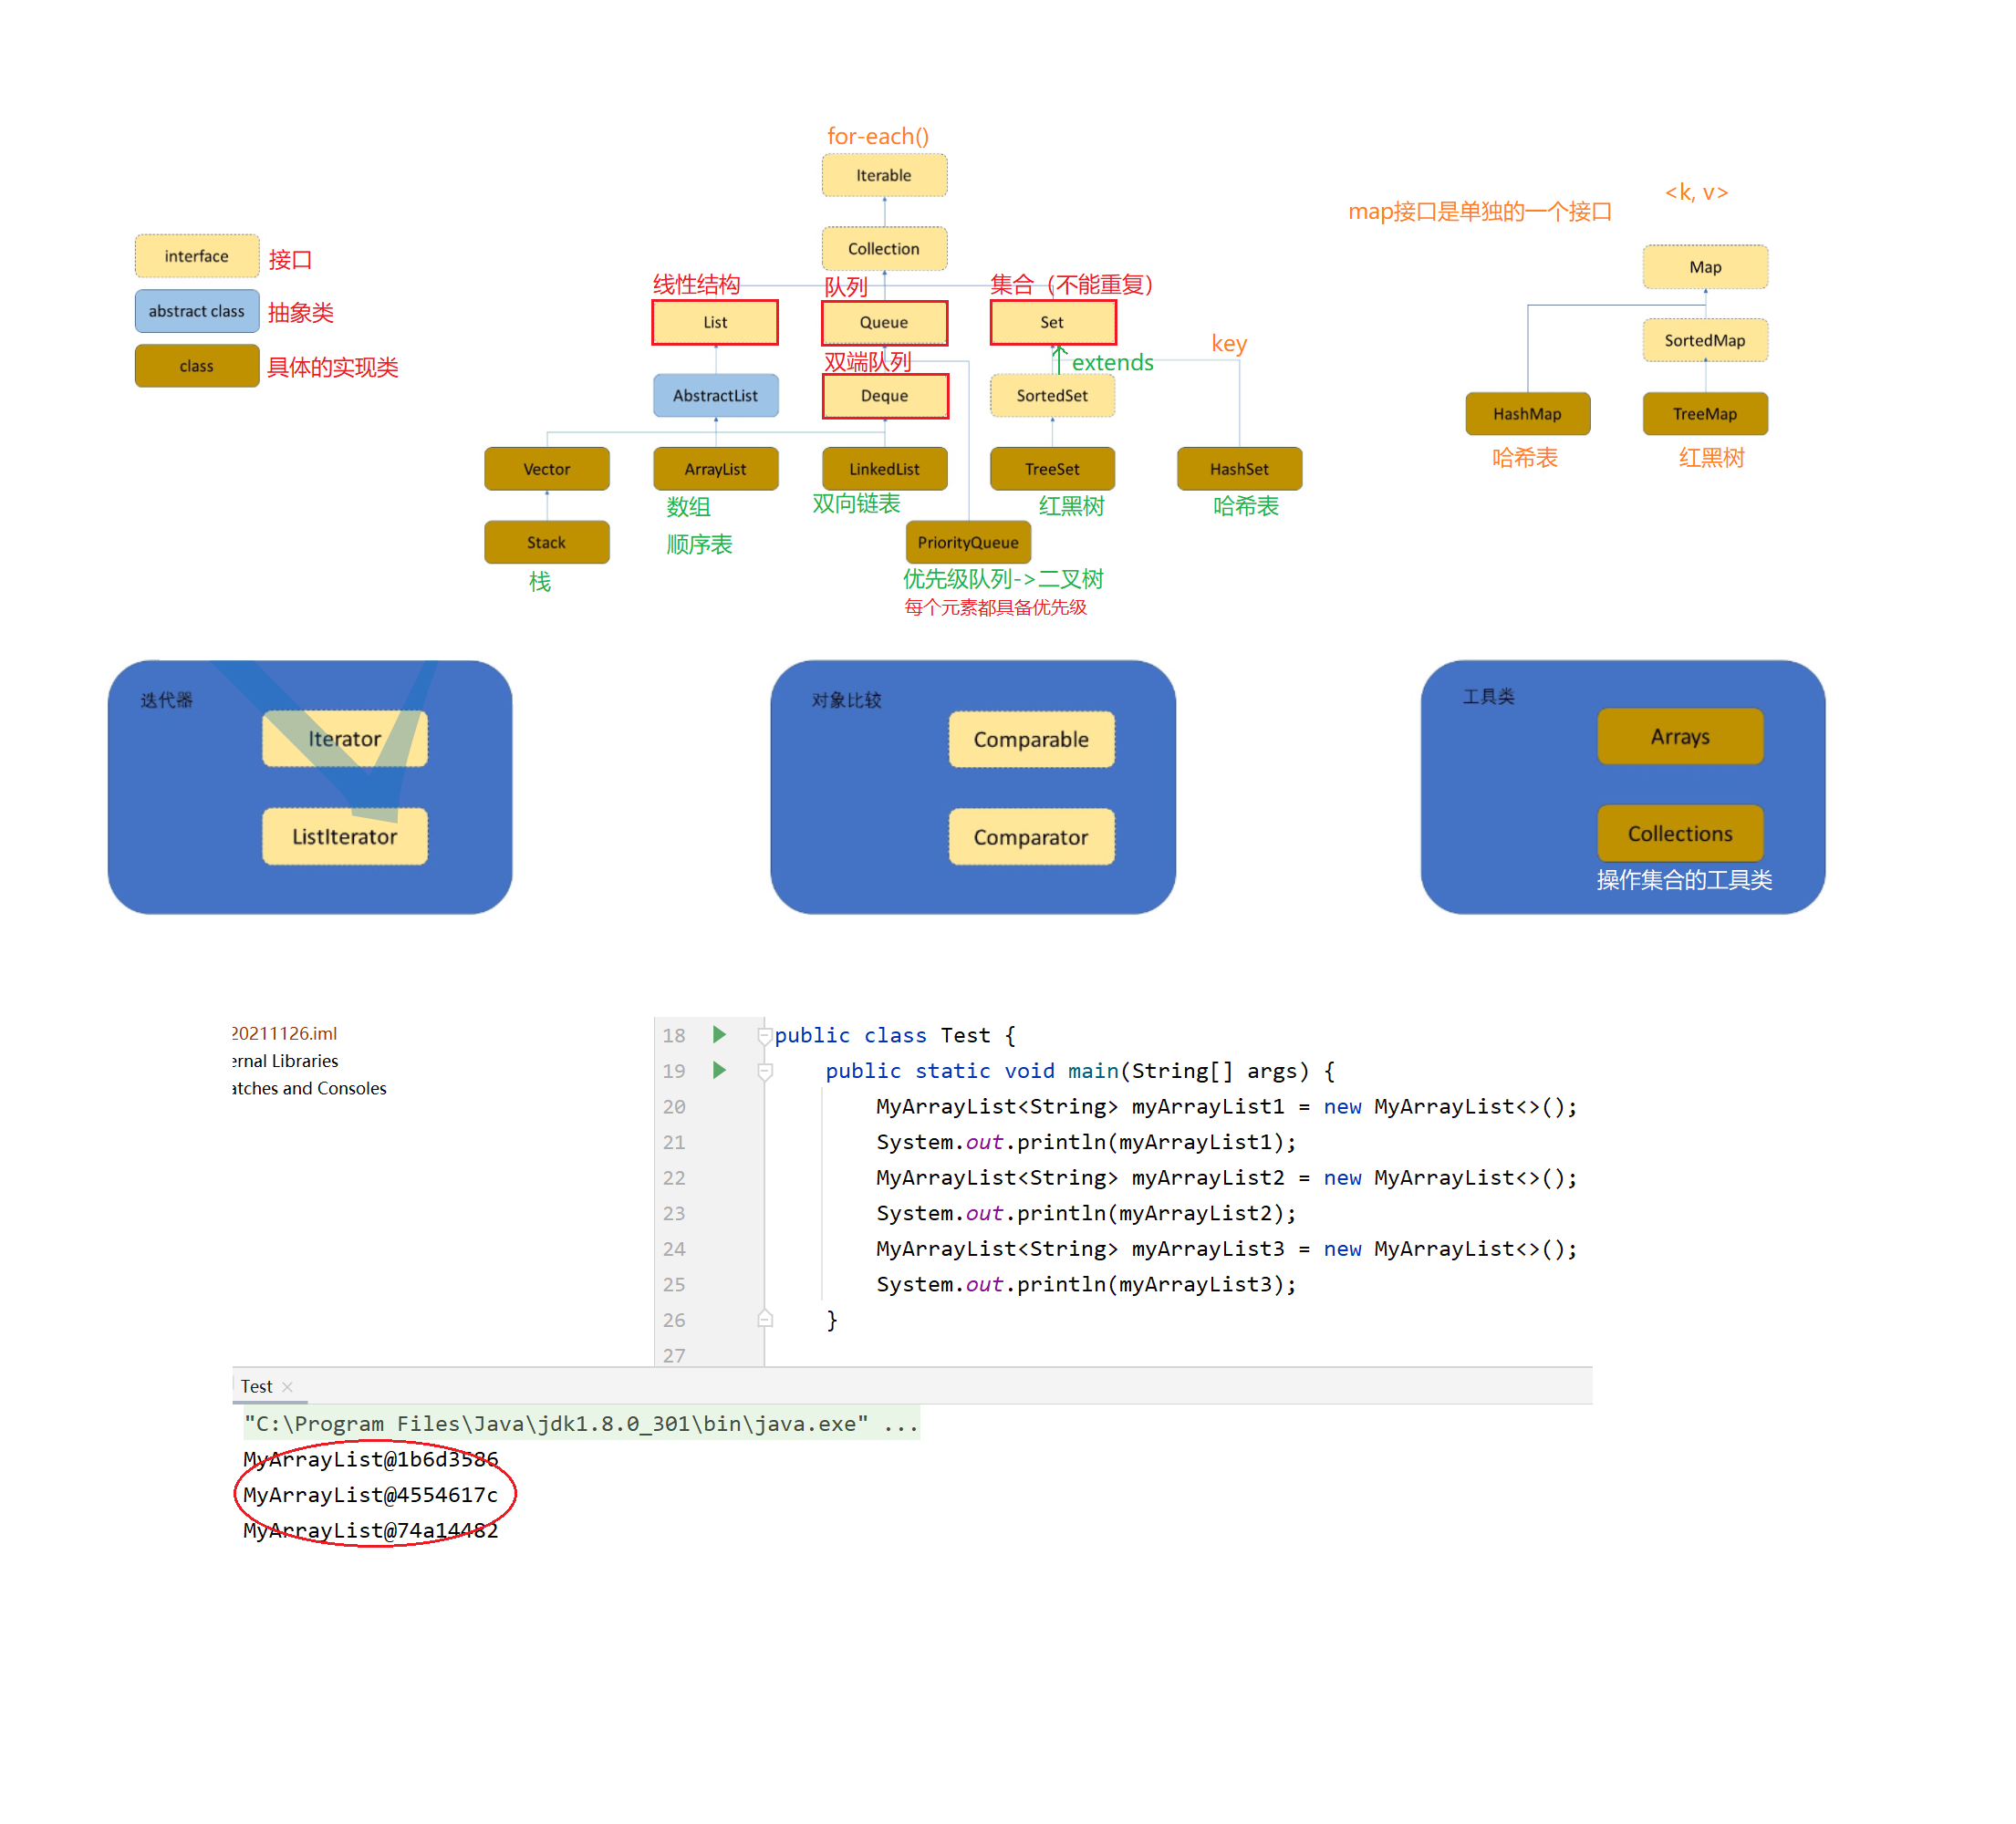 for-each()
Iterable
<k, v>
map接口是单独的一个接口
interface 接口
Collection
Map
线性结构 队列 集合（不能重复）
abstract class 抽象类
List Queue Set
SortedMap
key
双端队列 extends
class 具体的实现类
AbstractList Deque SortedSet
HashMap TreeMap
哈希表 红黑树
Vector ArrayList LinkedList TreeSet HashSet
数组 双向链表 红黑树 哈希表
Stack 顺序表 PriorityQueue
栈 优先级队列->二叉树
每个元素都具备优先级
迭代器
Iterator
ListIterator
对象比较
Comparable
Comparator
工具类
Arrays
Collections
操作集合的工具类
20211126.iml
ernal Libraries
atches and Consoles
18 public class Test {
19 public static void main(String[] args) {
20 MyArrayList<String> myArrayList1 = new MyArrayList<>();
21 System.out.println(myArrayList1);
22 MyArrayList<String> myArrayList2 = new MyArrayList<>();
23 System.out.println(myArrayList2);
24 MyArrayList<String> myArrayList3 = new MyArrayList<>();
25 System.out.println(myArrayList3);
26 }
27
Test ×
"C:\Program Files\Java\jdk1.8.0_301\bin\java.exe" ...
MyArrayList@1b6d3586
MyArrayList@4554617c
MyArrayList@74a14482